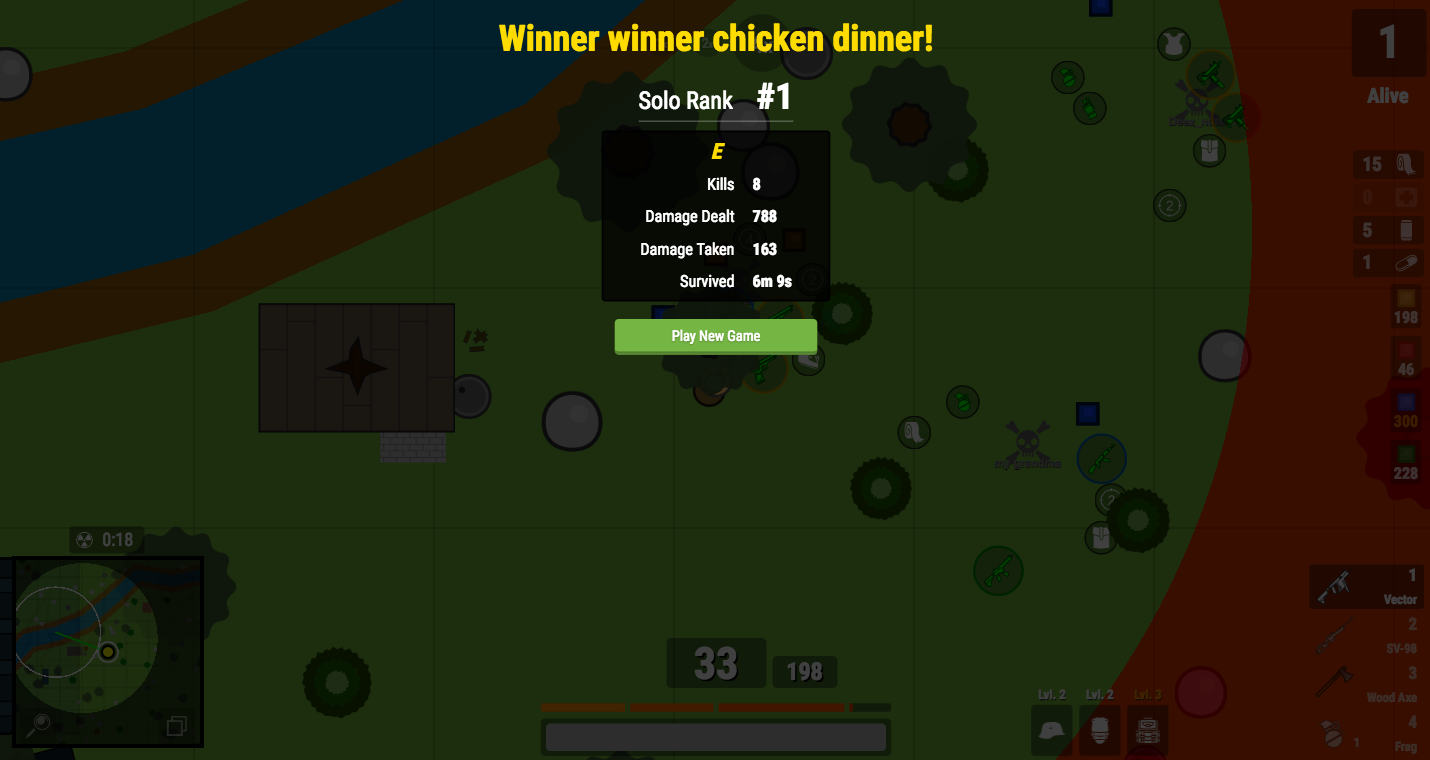 Winner winner chicken dinner!
Solo Rank #1
E
Kills 8
Damage Dealt 788
Damage Taken 163
Survived 6m 9s
Play New Game
1
Alive
15
0
5
1
198
46
300
228
2
2
0:18
33 198
Lvl. 2 Lvl. 2 Lvl. 3
1
Vector
2
SV-98
3
Wood Axe
4
1
Frag